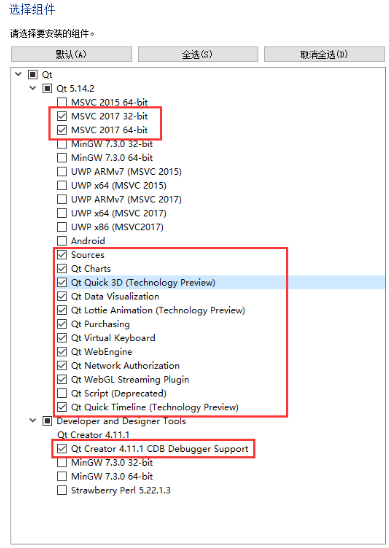 选择组件
请选择要安装的组件。
默认(A) 全选(S) 取消全选(D)
Qt
Qt 5.14.2
MSVC 2015 64-bit
MSVC 2017 32-bit
MSVC 2017 64-bit
MinGW 7.3.0 32-bit
MinGW 7.3.0 64-bit
UWP ARMv7 (MSVC 2015)
UWP x64 (MSVC 2015)
UWP ARMv7 (MSVC 2017)
UWP x64 (MSVC 2017)
UWP x86 (MSVC2017)
Android
Sources
Qt Charts
Qt Quick 3D (Technology Preview)
Qt Data Visualization
Qt Lottie Animation (Technology Preview)
Qt Purchasing
Qt Virtual Keyboard
Qt WebEngine
Qt Network Authorization
Qt WebGL Streaming Plugin
Qt Script (Deprecated)
Qt Quick Timeline (Technology Preview)
Developer and Designer Tools
Qt Creator 4.11.1
Qt Creator 4.11.1 CDB Debugger Support
MinGW 7.3.0 32-bit
MinGW 7.3.0 64-bit
Strawberry Perl 5.22.1.3